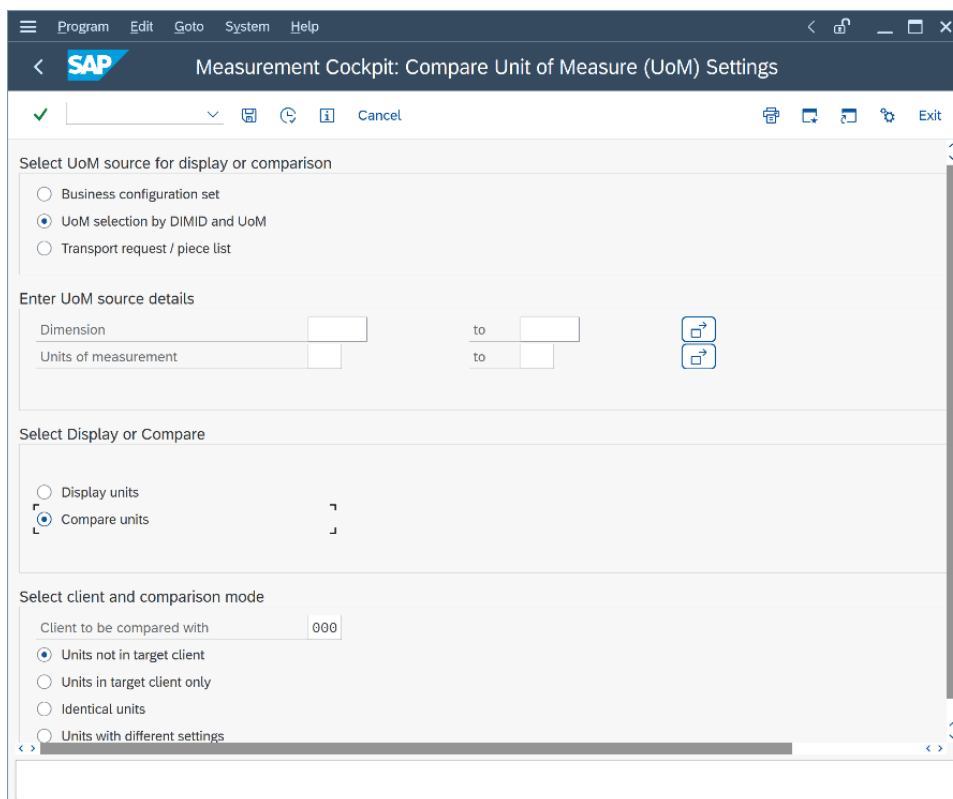 Program Edit Goto System Help
SAP Measurement Cockpit: Compare Unit of Measure (UoM) Settings
Cancel Exit
Select UoM source for display or comparison
Business configuration set
UoM selection by DIMID and UoM
Transport request / piece list
Enter UoM source details
Dimension to
Units of measurement to
Select Display or Compare
Display units
Compare units
Select client and comparison mode
Client to be compared with 000
Units not in target client
Units in target client only
Identical units
Units with different settings